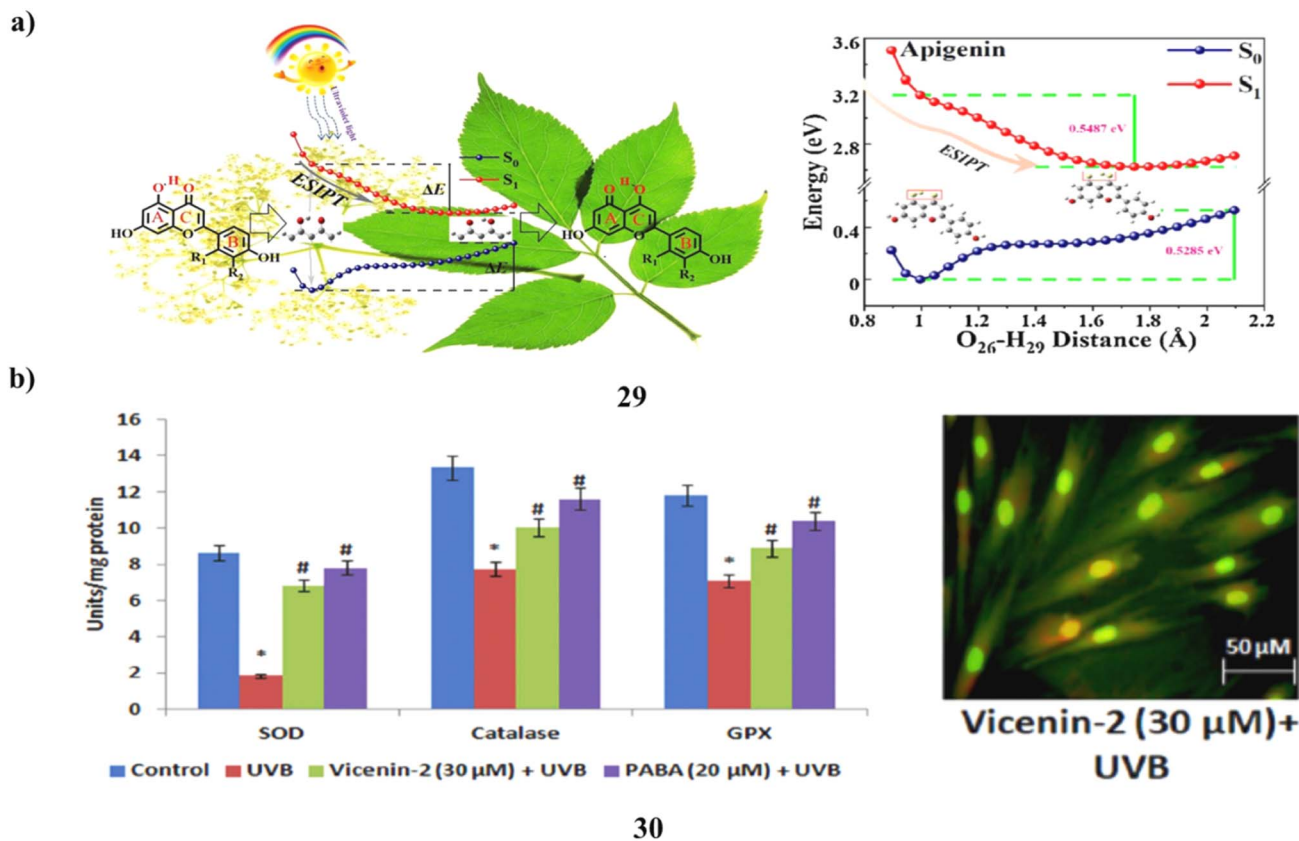 a)
Ultraviolet light
S₀
S₁
ESIPT
ΔE
ΔE
O
H
O
A
C
HO
O
B
R₁
R₂
OH
O
H
O
A
C
HO
O
B
R₁
R₂
OH
Apigenin
S₀
S₁
3.6
3.2
2.8
0.4
0
Energy (eV)
0.5487 eV
ESIPT
0.5285 eV
0.8 1 1.2 1.4 1.6 1.8 2 2.2
O₂₆-H₂₉ Distance (Å)
b)
29
16
14
12
10
8
6
4
2
0
Units/mg protein
* # #
* # #
* # #
SOD Catalase GPX
Control UVB Vicenin-2 (30 µM) + UVB PABA (20 µM) + UVB
50 µM
Vicenin-2 (30 µM)+
UVB
30